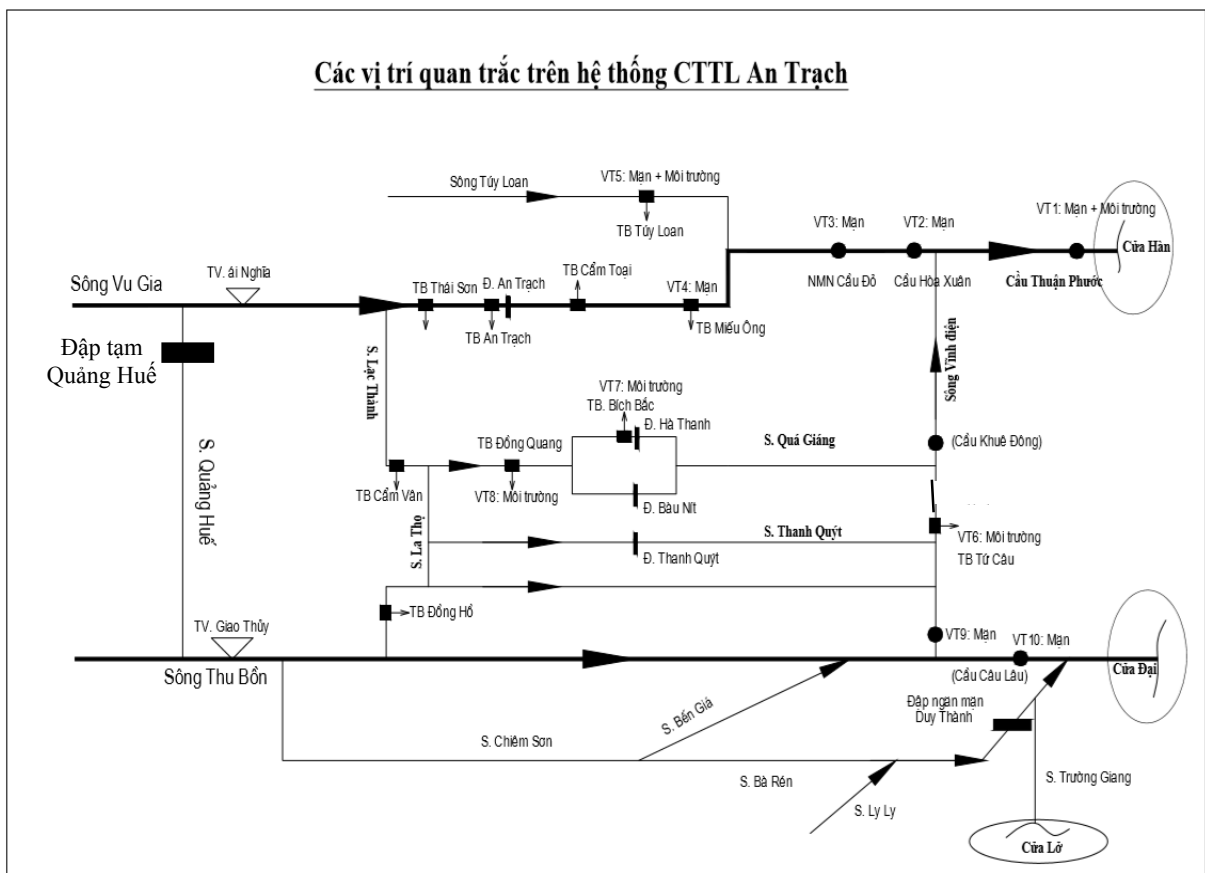 Các vị trí quan trắc trên hệ thống CTTL An Trạch
Sông Túy Loan
VT5: Mạn + Môi trường
TB Túy Loan
VT3: Mạn
VT2: Mạn
VT1: Mạn + Môi trường
Cửa Hàn
NMN Cầu Đỏ
Cầu Hòa Xuân
Cầu Thuận Phước
Sông Vu Gia
TV. ái Nghĩa
TB Thái Sơn
Đ. An Trạch
TB Cẩm Toại
VT4: Mạn
TB An Trạch
TB Miếu Ông
Đập tạm
Quảng Huế
S. Lạc Thành
Sông Vĩnh điện
VT7: Môi trường
TB. Bích Bắc
Đ. Hà Thanh
TB Đồng Quang
S. Quá Giáng
(Cầu Khuê Đông)
S. Quảng Huế
TB Cẩm Vân
VT8: Môi trường
Đ. Bàu Nít
S. La Thọ
S. Thanh Quýt
Đ. Thanh Quýt
VT6: Môi trường
TB Tứ Câu
TB Đồng Hồ
TV. Giao Thủy
VT9: Mạn
VT10: Mạn
Sông Thu Bồn
(Cầu Câu Lâu)
Cửa Đại
S. Bến Giá
Đập ngăn mặn
Duy Thành
S. Chiêm Sơn
S. Bà Rén
S. Trường Giang
S. Ly Ly
Cửa Lở